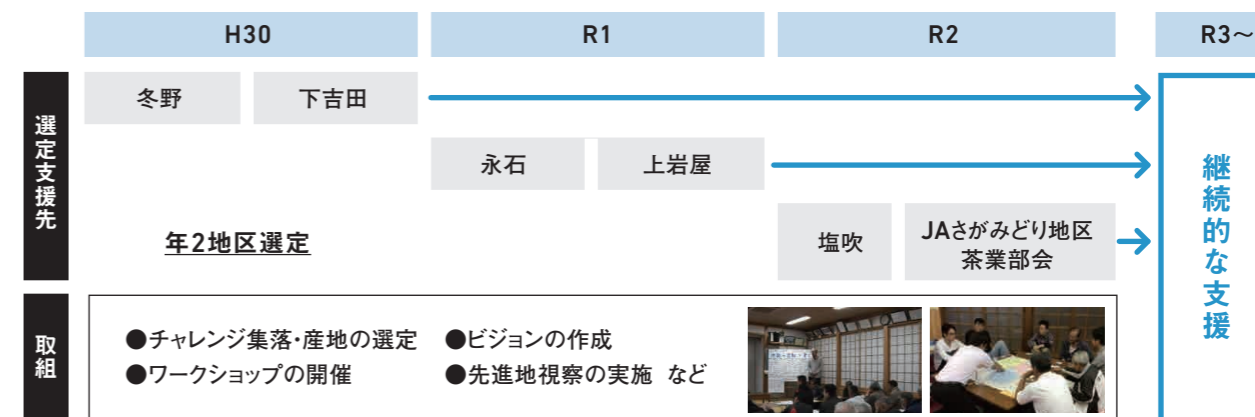 H30
R1
R2
R3～
選定支援先
冬野
下吉田
永石
上岩屋
年2地区選定
塩吹
JAさがみどり地区
茶業部会
継続的な支援
取組
●チャレンジ集落・産地の選定
●ビジョンの作成
●ワークショップの開催
●先進地視察の実施 など